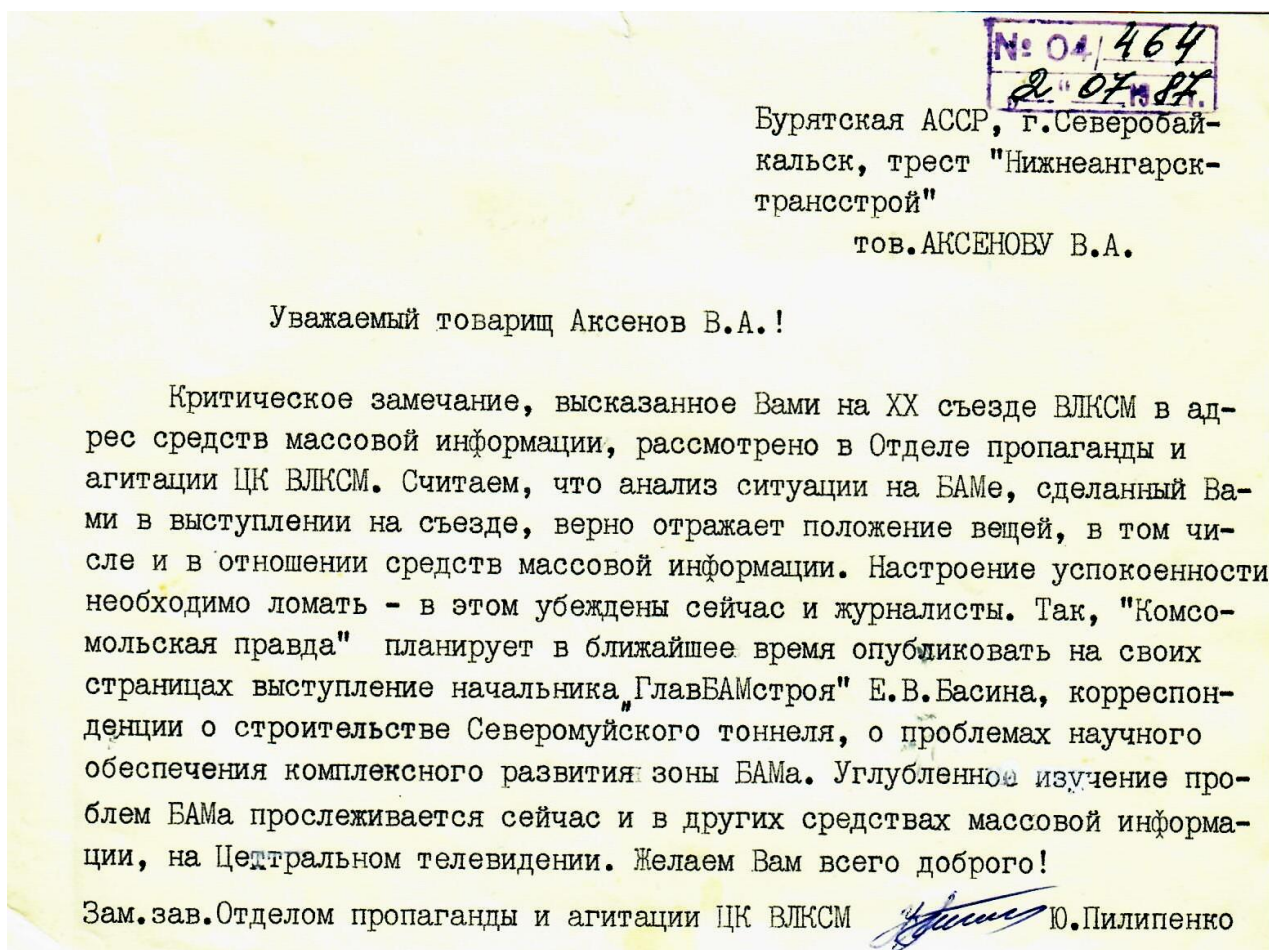 № 04/464
"2" 07 1987 г.
Бурятская АССР, г.Северобай-
кальск, трест "Нижнеангарск-
трансстрой"
тов.АКСЕНОВУ В.А.
Уважаемый товарищ Аксенов В.А.!
Критическое замечание, высказанное Вами на XX съезде ВЛКСМ в ад-
рес средств массовой информации, рассмотрено в Отделе пропаганды и
агитации ЦК ВЛКСМ. Считаем, что анализ ситуации на БАМе, сделанный Ва-
ми в выступлении на съезде, верно отражает положение вещей, в том чи-
сле и в отношении средств массовой информации. Настроение успокоенности
необходимо ломать - в этом убеждены сейчас и журналисты. Так, "Комсо-
мольская правда" планирует в ближайшее время опубликовать на своих
страницах выступление начальника „ГлавБАМстроя" Е.В.Басина, корреспон-
денции о строительстве Северомуйского тоннеля, о проблемах научного
обеспечения комплексного развития зоны БАМа. Углубленное изучение про-
блем БАМа прослеживается сейчас и в других средствах массовой информа-
ции, на Центральном телевидении. Желаем Вам всего доброго!
Зам.зав.Отделом пропаганды и агитации ЦК ВЛКСМ Ю.Пилипенко